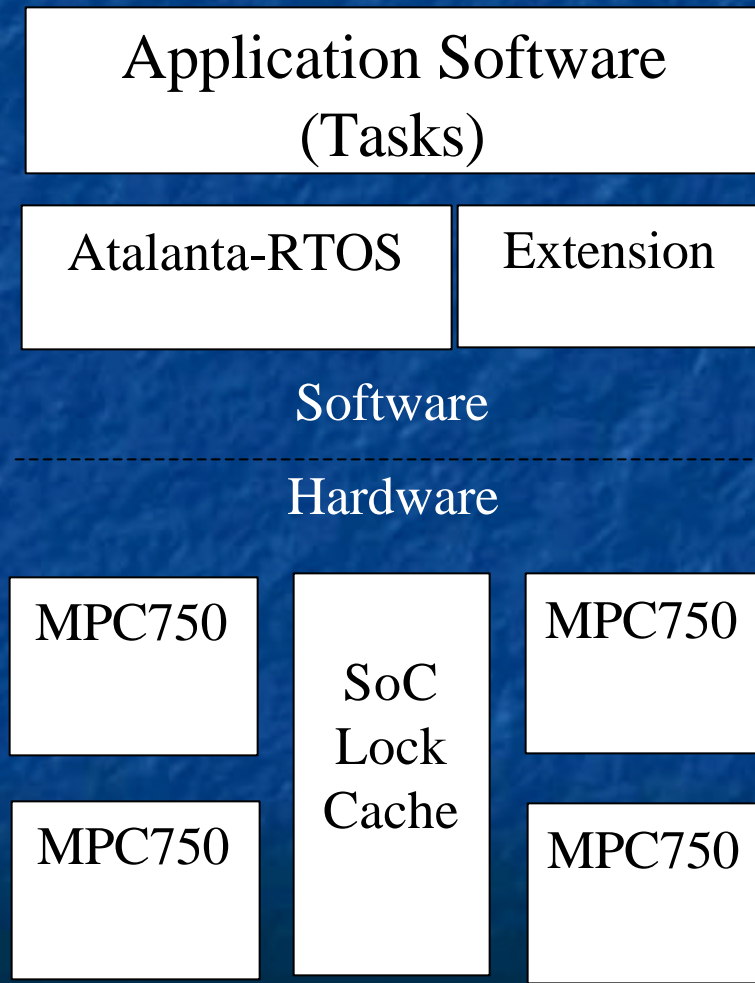 Application Software
(Tasks)
Atalanta-RTOS
Extension
Software
Hardware
MPC750
SoC
Lock
Cache
MPC750
MPC750
MPC750